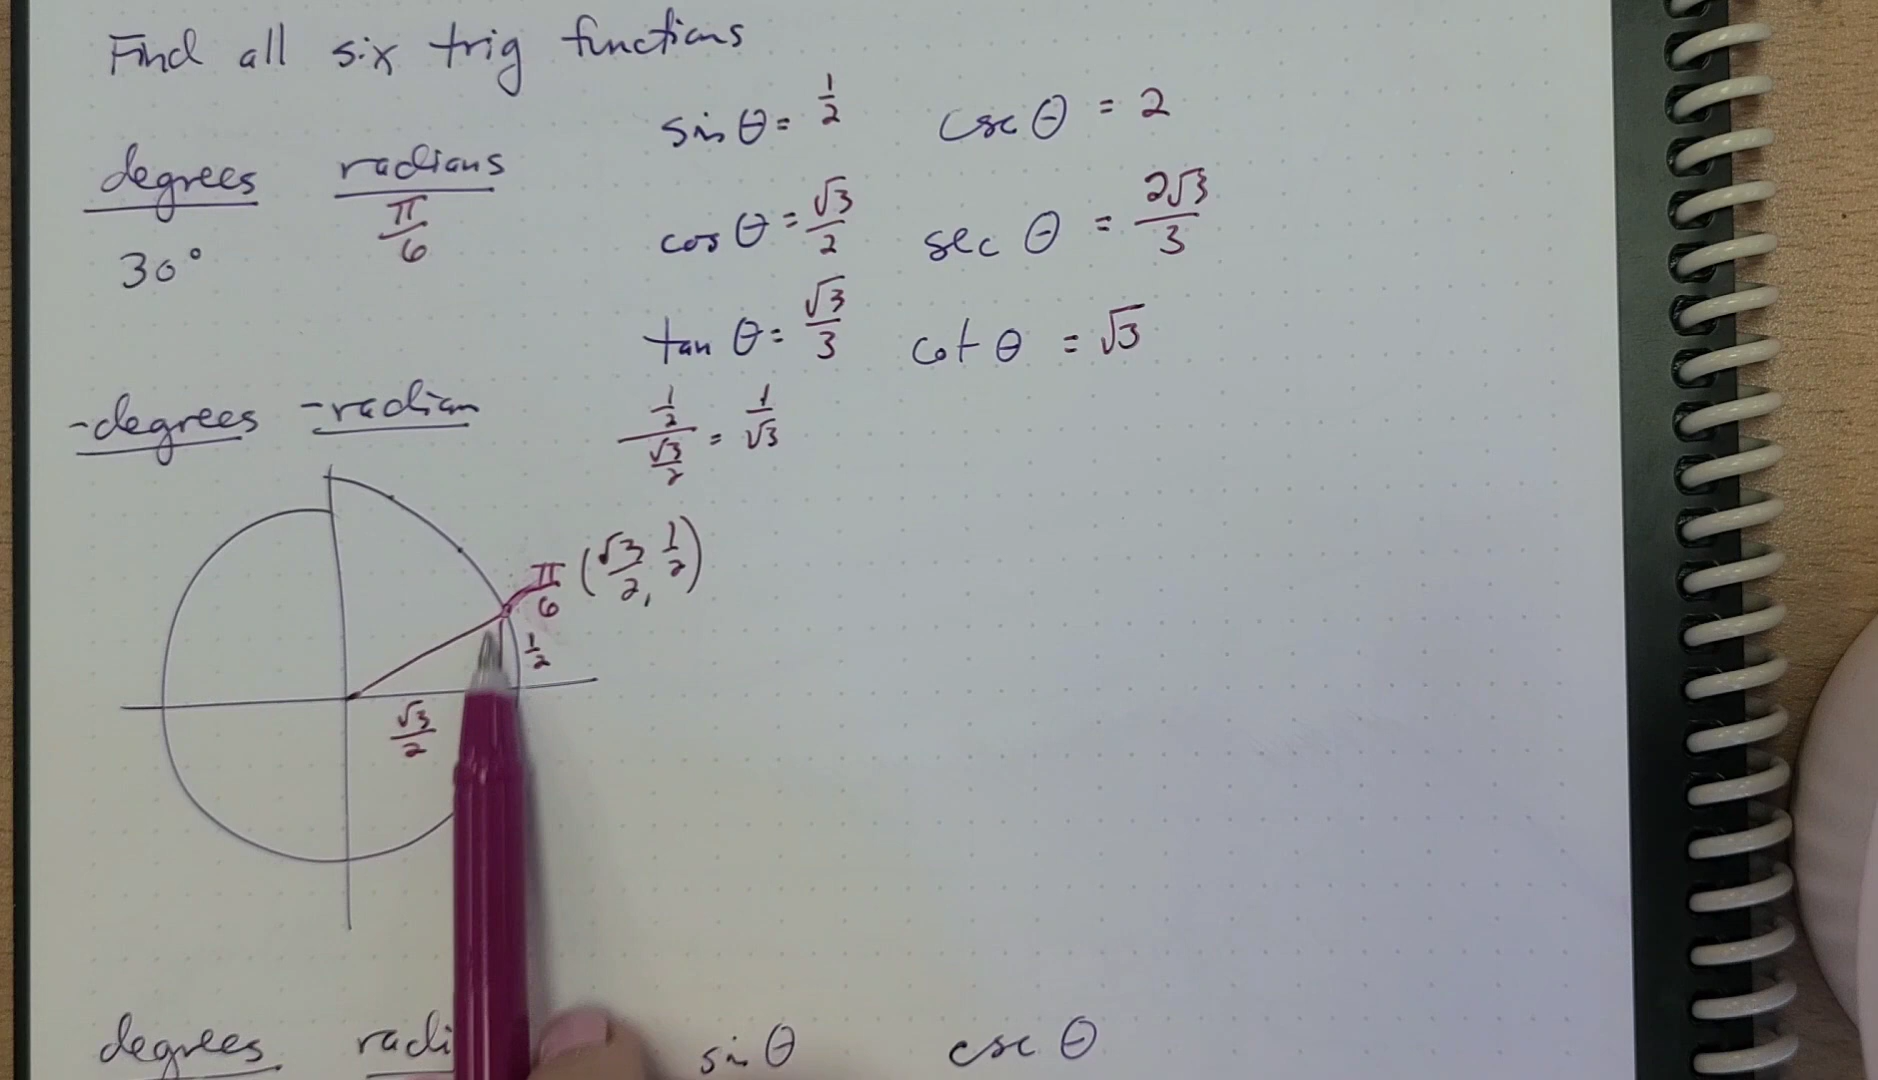 Find all six trig functions
degrees radians
30° π/6
sin θ = 1/2 csc θ = 2
cos θ = √3/2 sec θ = 2√3/3
tan θ = √3/3 cot θ = √3
(1/2)/(√3/2) = 1/√3
-degrees -radian
π/6 (√3/2, 1/2)
1/2
√3/2
degrees radi sin θ csc θ